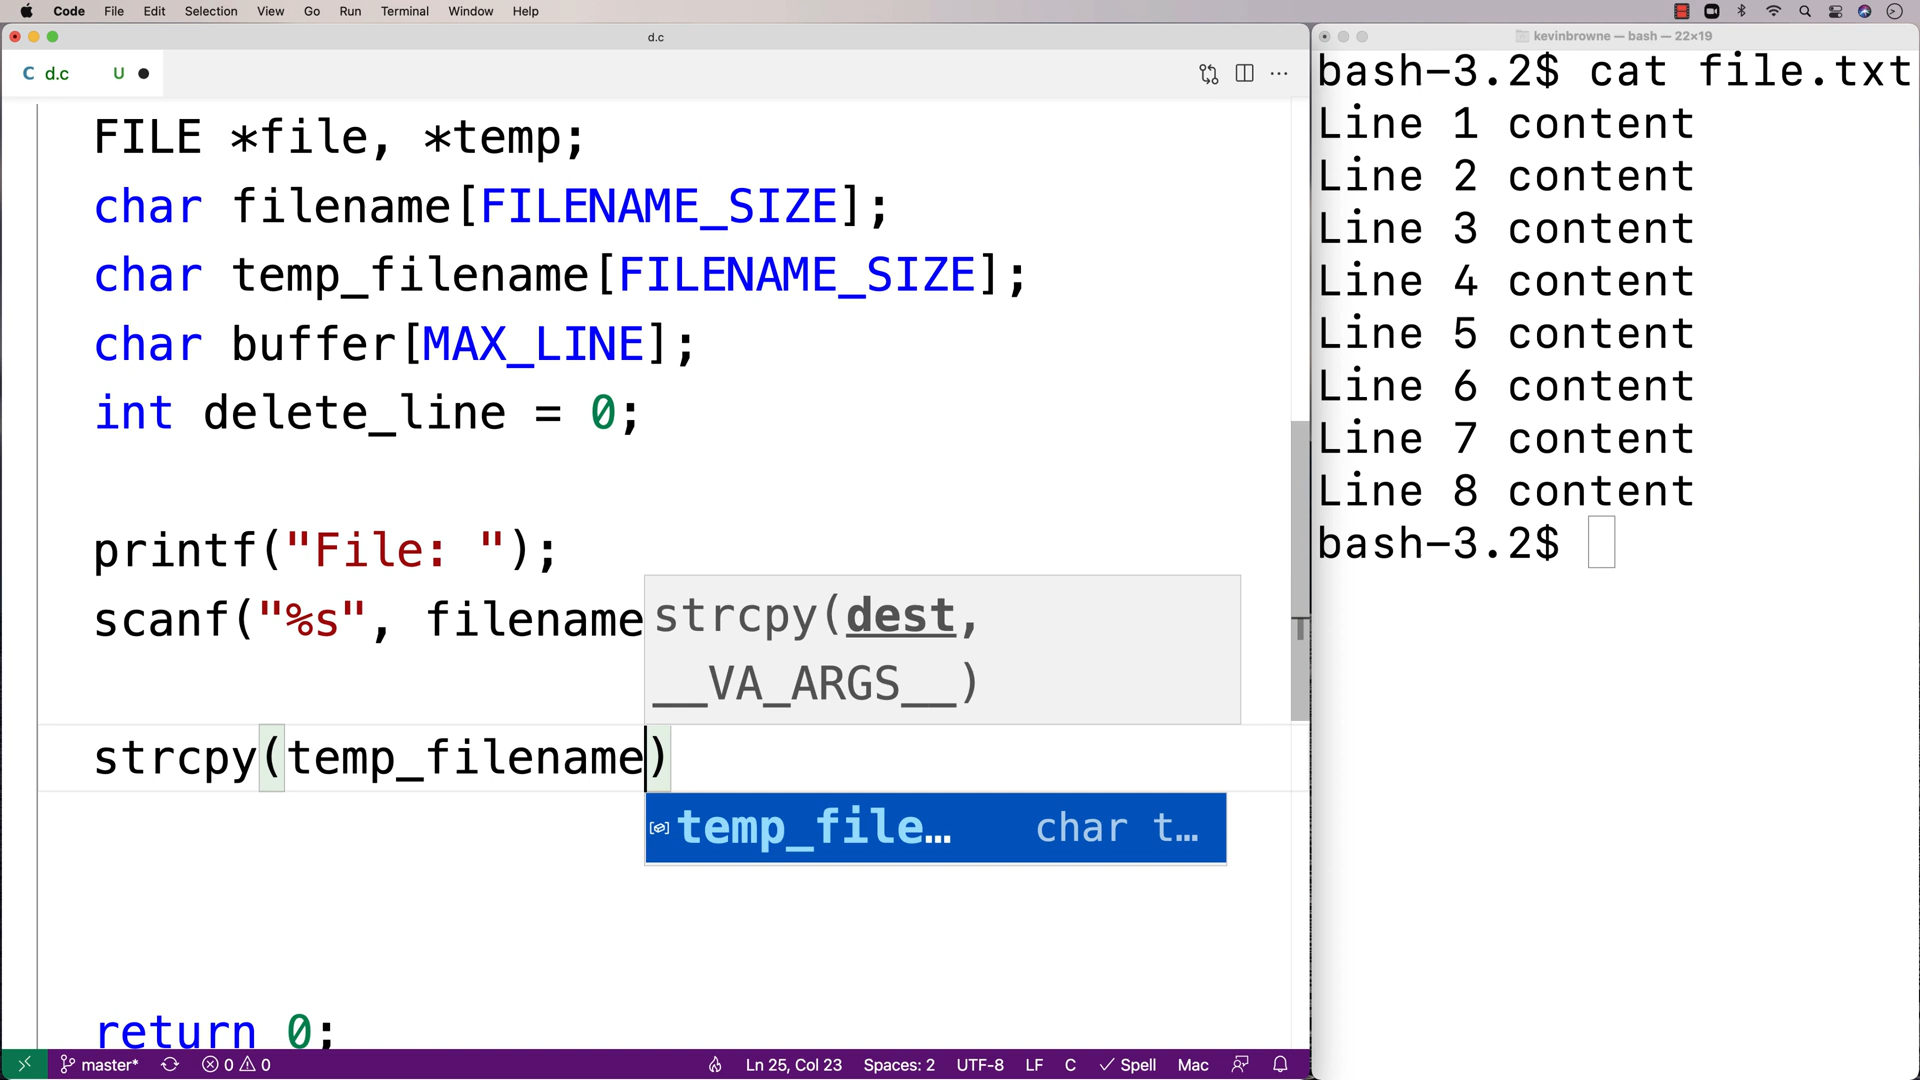 Code File Edit Selection View Go Run Terminal Window Help
d.c
C d.c U
FILE *file, *temp;
char filename[FILENAME_SIZE];
char temp_filename[FILENAME_SIZE];
char buffer[MAX_LINE];
int delete_line = 0;
printf("File: ");
scanf("%s", filename
strcpy(dest,
__VA_ARGS__)
strcpy(temp_filename)
temp_file… char t…
return 0;
master* 0 0 Ln 25, Col 23 Spaces: 2 UTF-8 LF C Spell Mac
kevinbrowne — bash — 22×19
bash-3.2$ cat file.txt
Line 1 content
Line 2 content
Line 3 content
Line 4 content
Line 5 content
Line 6 content
Line 7 content
Line 8 content
bash-3.2$